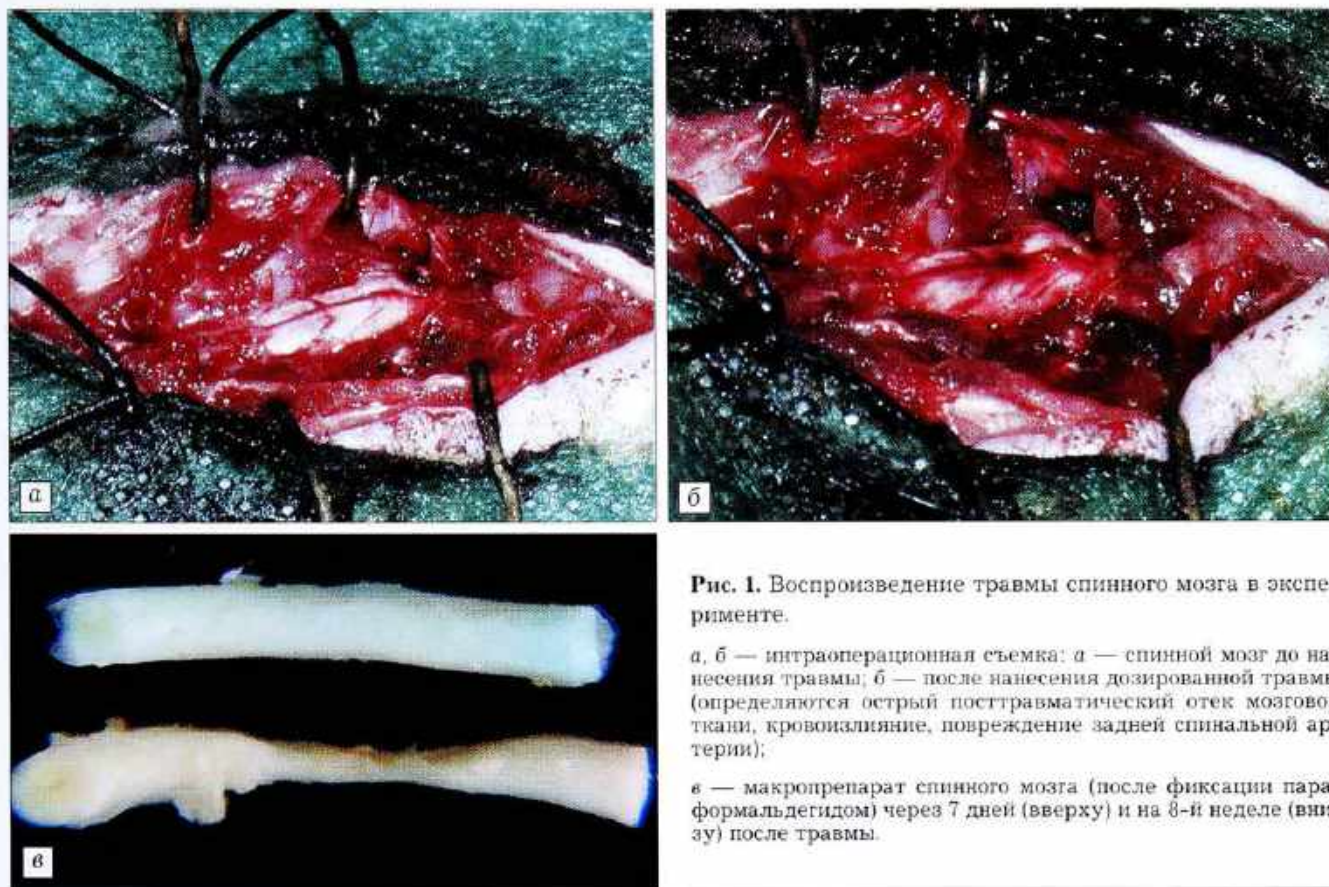 а
б
в
Рис. 1. Воспроизведение травмы спинного мозга в экспе-
рименте.
а, б — интраоперационная съемка: а — спинной мозг до на-
несения травмы; б — после нанесения дозированной травм
(определяются острый посттравматический отек мозгово
ткани, кровоизлияние, повреждение задней спинальной ар
терии);
в — макропрепарат спинного мозга (после фиксации пара
формальдегидом) через 7 дней (вверху) и на 8-й неделе (вни
зу) после травмы.